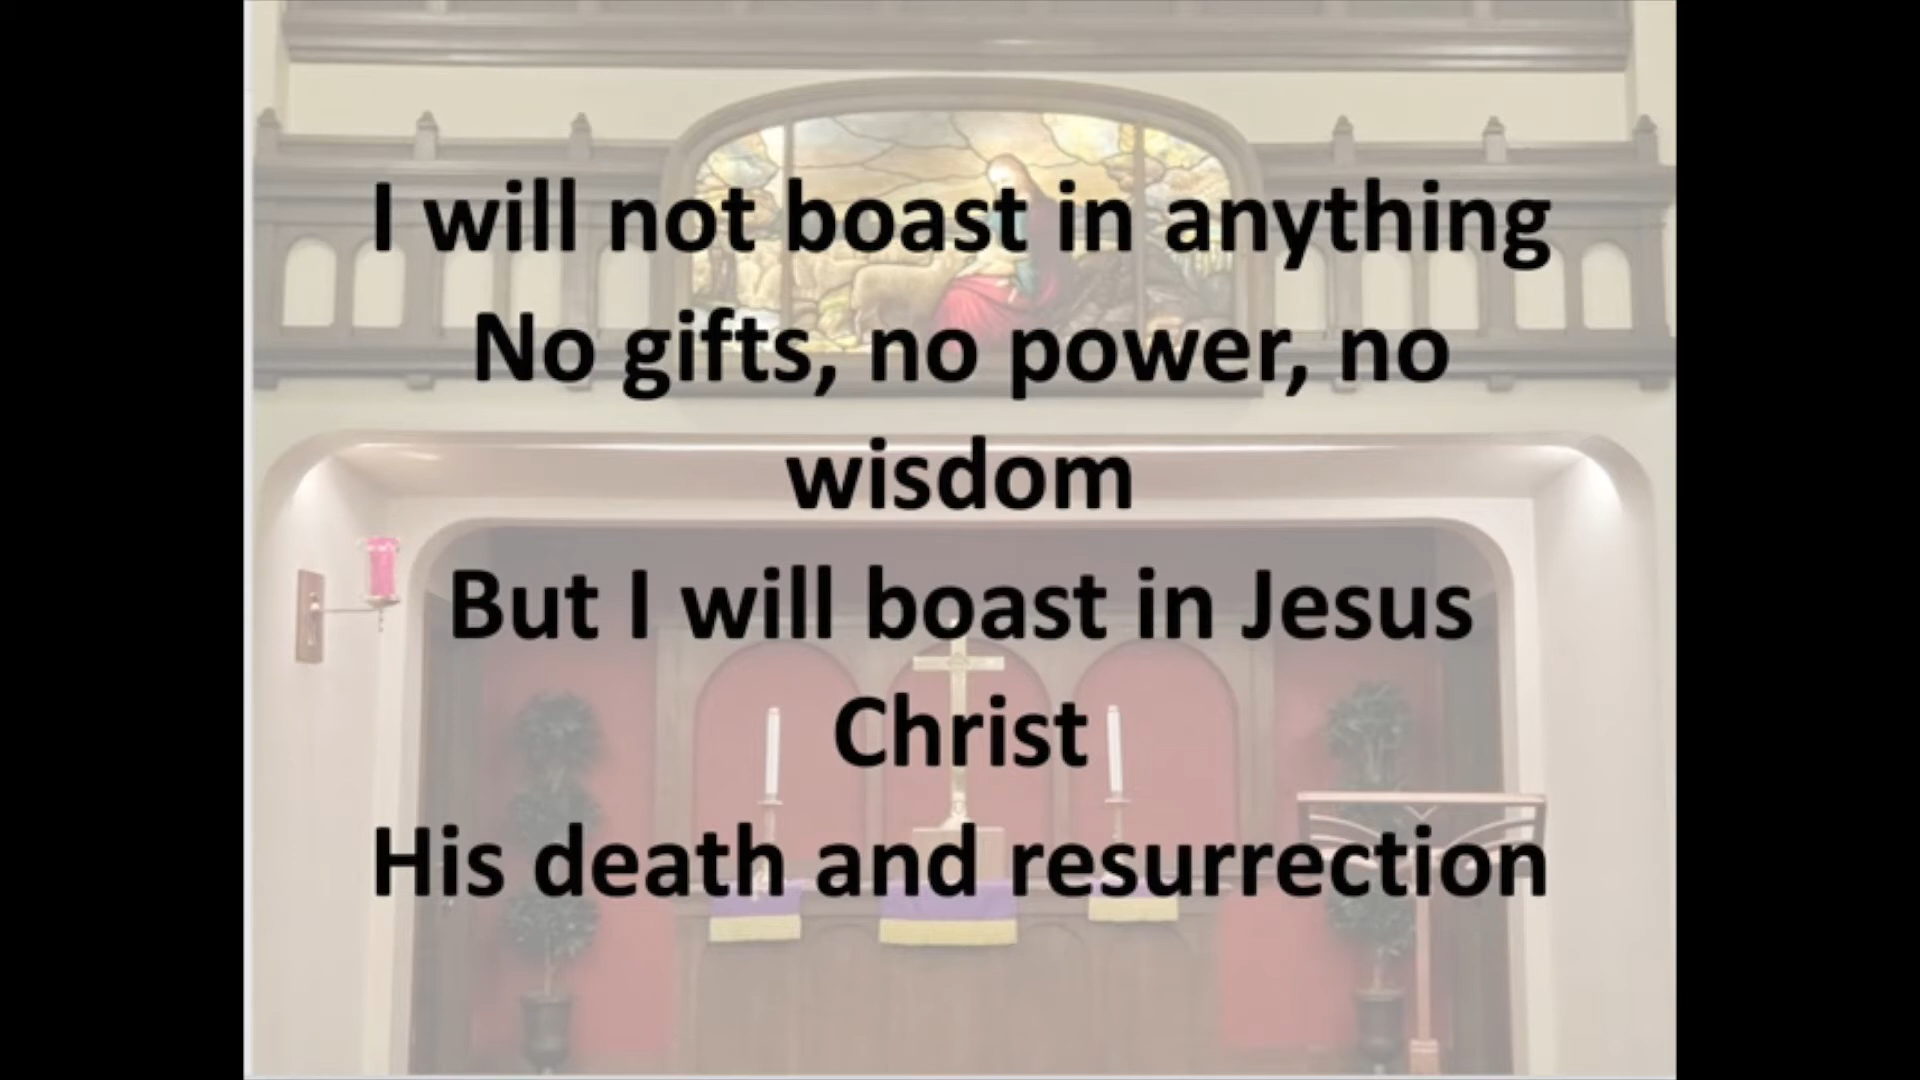 I will not boast in anything
No gifts, no power, no
wisdom
But I will boast in Jesus
Christ
His death and resurrection